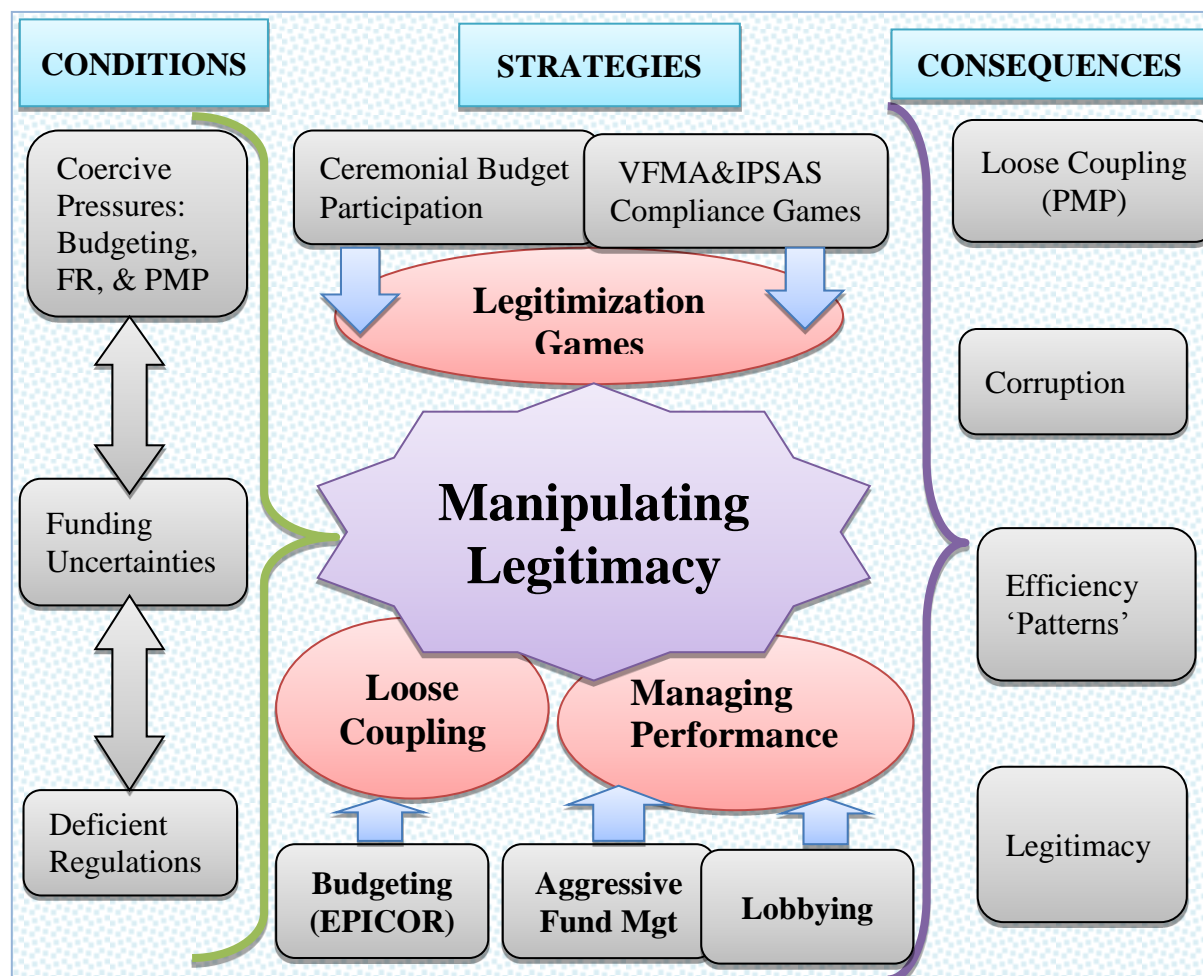 CONDITIONS
STRATEGIES
CONSEQUENCES
Coercive
Pressures:
Budgeting,
FR, & PMP
Funding
Uncertainties
Deficient
Regulations
Ceremonial Budget
Participation
VFMA&IPSAS
Compliance Games
Legitimization
Games
Manipulating
Legitimacy
Loose
Coupling
Managing
Performance
Budgeting
(EPICOR)
Aggressive
Fund Mgt
Lobbying
Loose Coupling
(PMP)
Corruption
Efficiency
‘Patterns’
Legitimacy